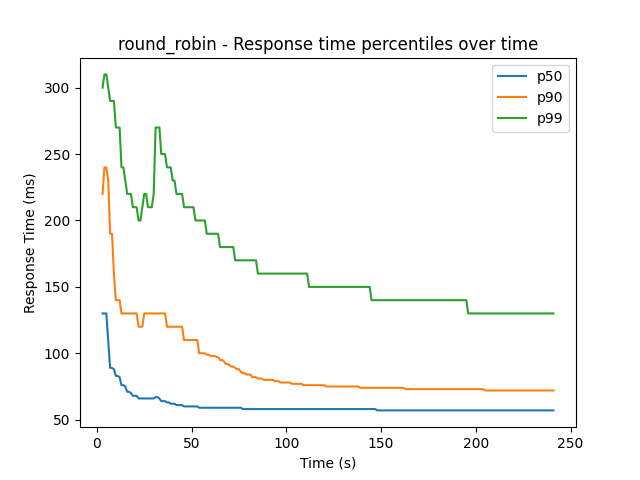 round_robin - Response time percentiles over time
p50
p90
p99
Response Time (ms)
300
250
200
150
100
50
0 50 100 150 200 250
Time (s)